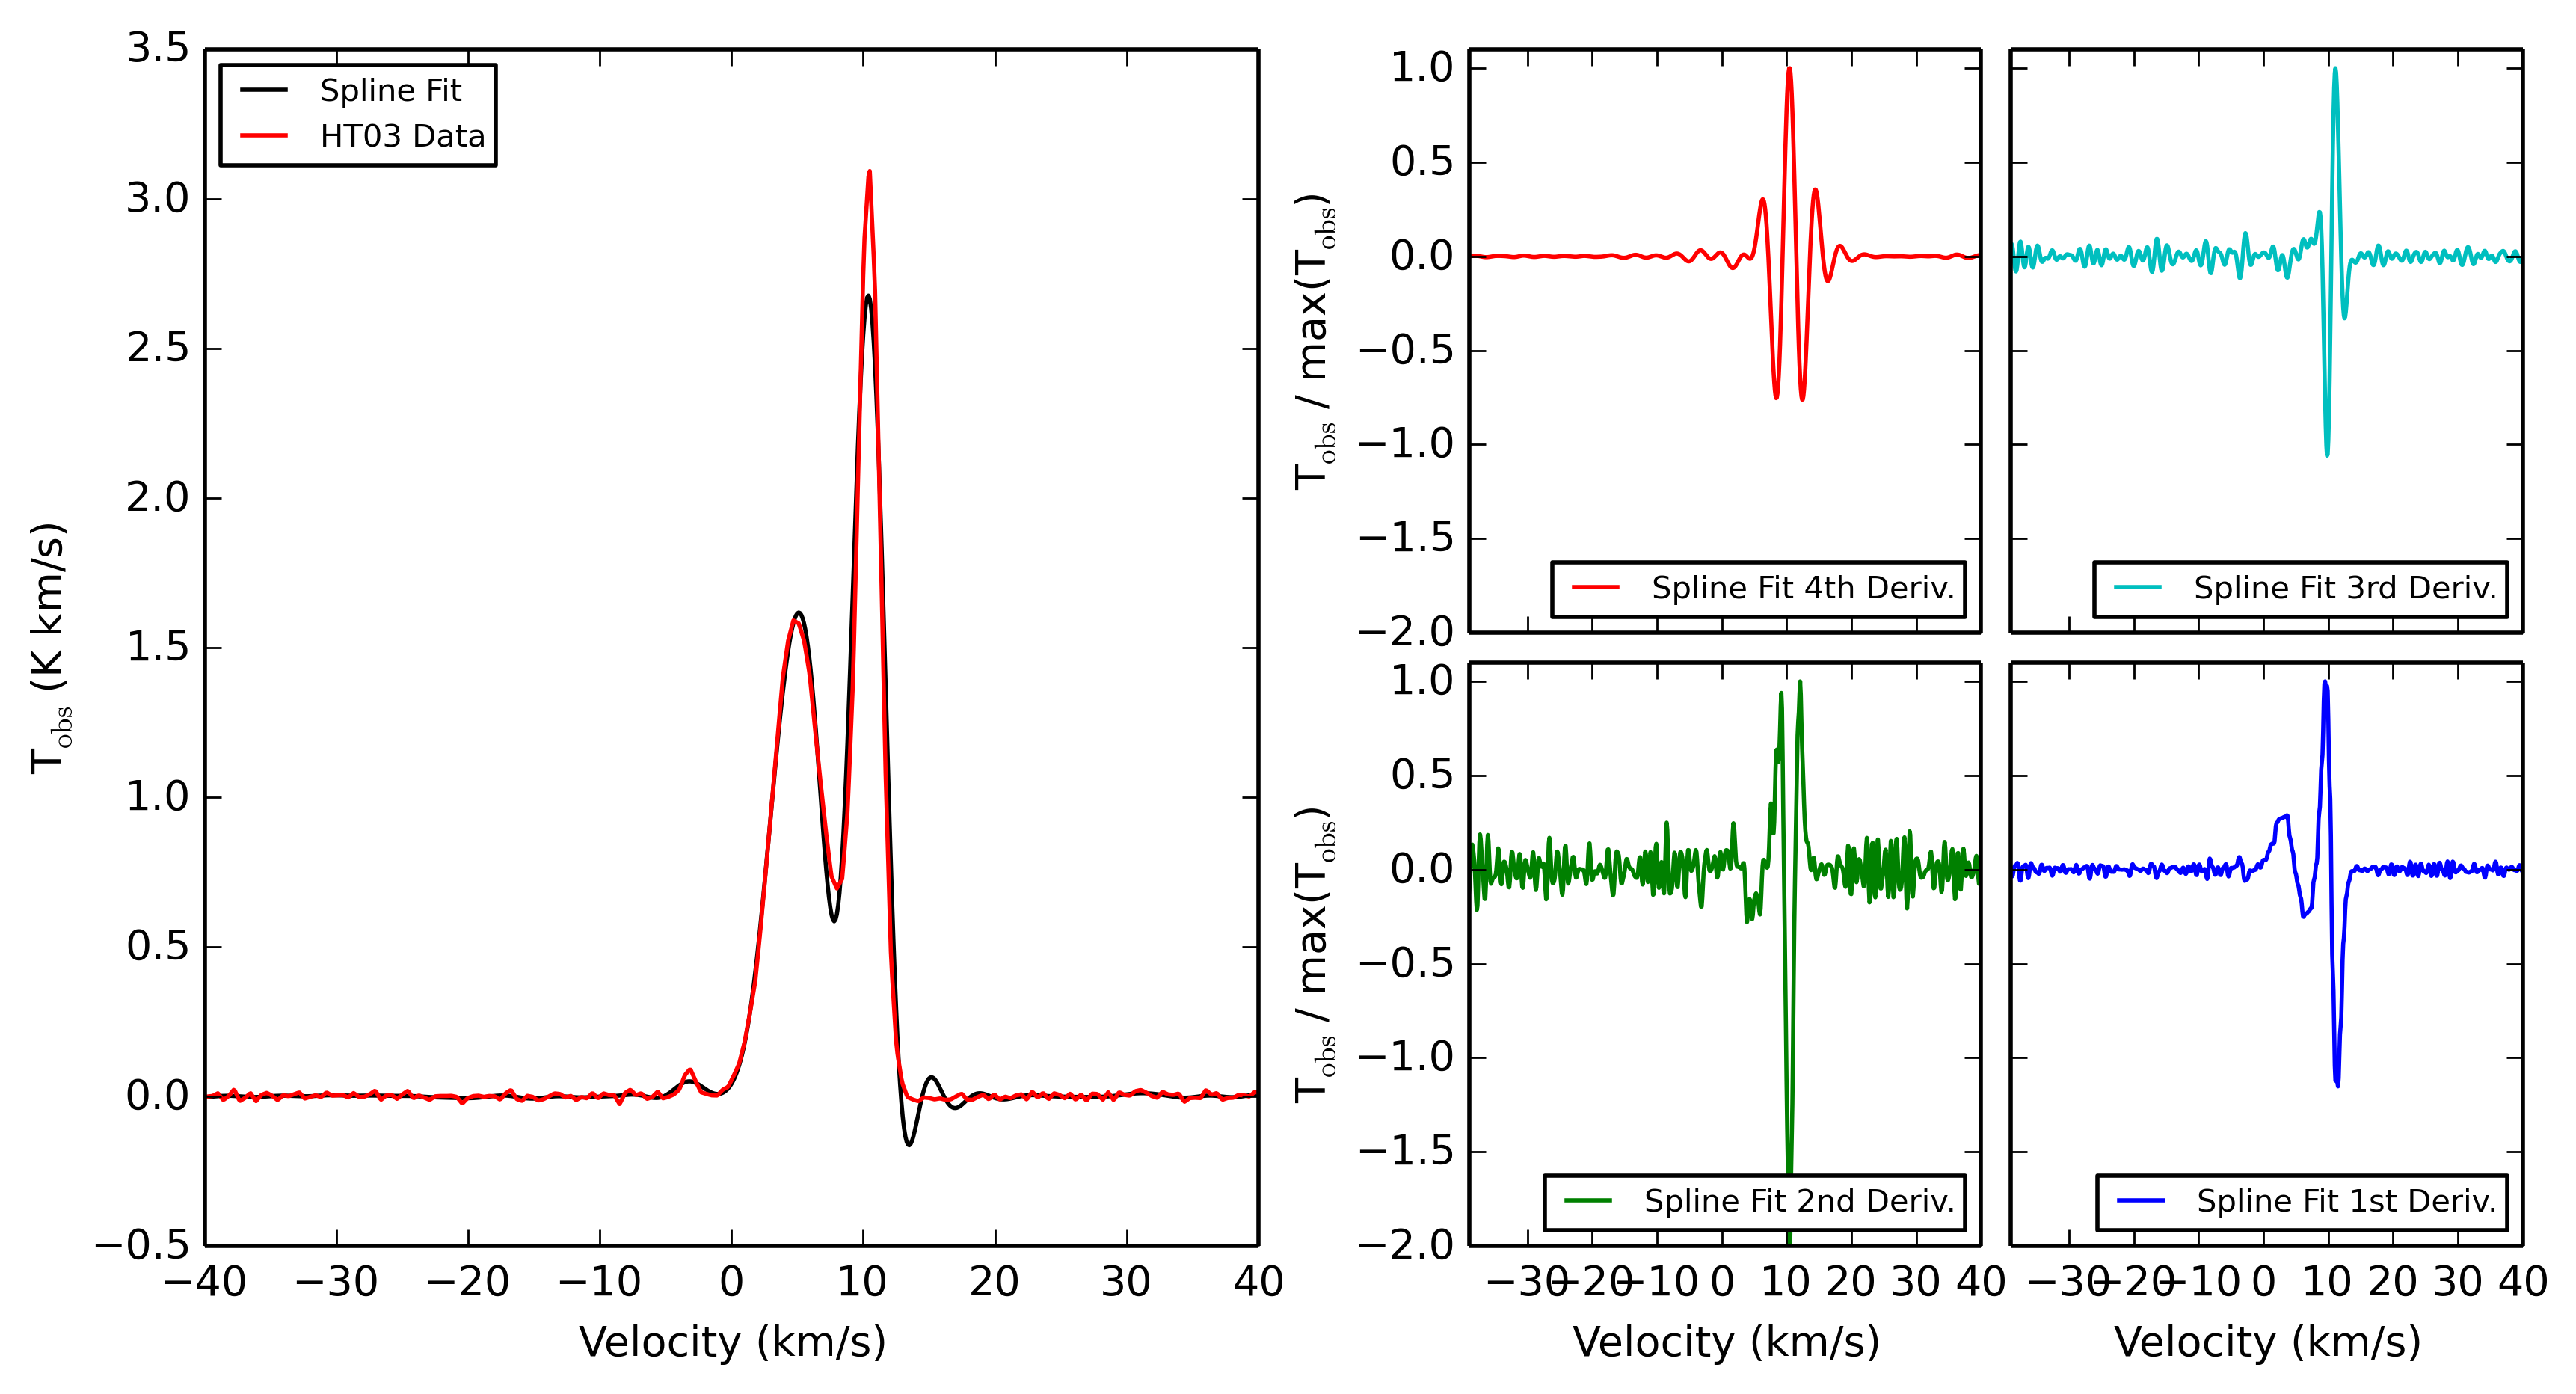 3.5
3.0
2.5
2.0
1.5
1.0
0.5
0.0
−0.5
T_obs (K km/s)
Spline Fit
HT03 Data
−40 −30 −20 −10 0 10 20 30 40
Velocity (km/s)
1.0
0.5
0.0
−0.5
−1.0
−1.5
−2.0
T_obs / max(T_obs)
Spline Fit 4th Deriv.
Spline Fit 3rd Deriv.
1.0
0.5
0.0
−0.5
−1.0
−1.5
−2.0
T_obs / max(T_obs)
Spline Fit 2nd Deriv.
Spline Fit 1st Deriv.
−30 −20 −10 0 10 20 30 40
−30 −20 −10 0 10 20 30 40
Velocity (km/s)
Velocity (km/s)